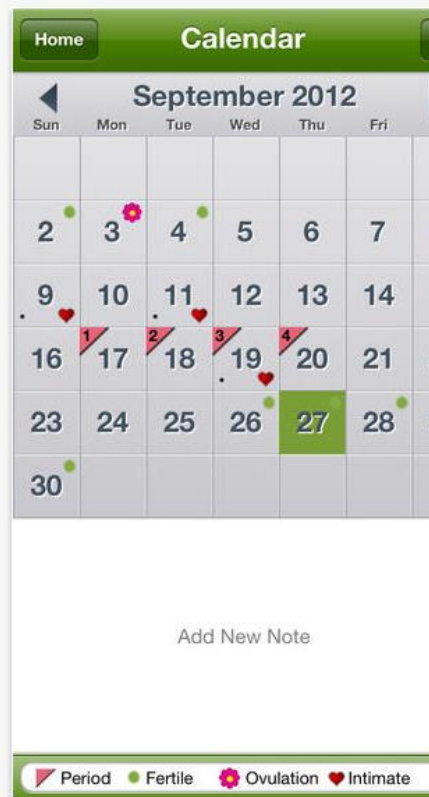 Home Calendar
September 2012
Sun Mon Tue Wed Thu Fri
2 3 4 5 6 7
9 10 11 12 13 14
1 2 3 4
16 17 18 19 20 21
23 24 25 26 27 28
30
Add New Note
Period Fertile Ovulation Intimate